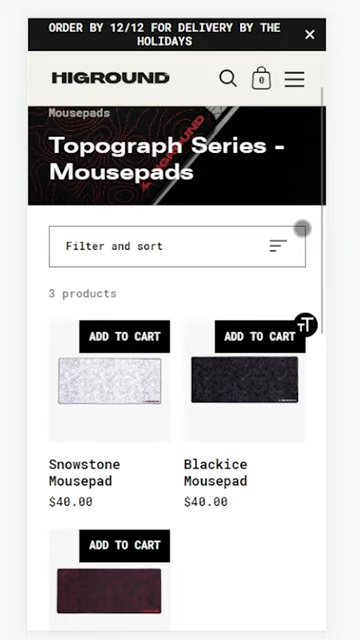 ORDER BY 12/12 FOR DELIVERY BY THE
HOLIDAYS
HIGROUND
0
Mousepads
Topograph Series -
Mousepads
Filter and sort
3 products
ADD TO CART
ADD TO CART
TT
Snowstone
Mousepad
$40.00
Blackice
Mousepad
$40.00
ADD TO CART